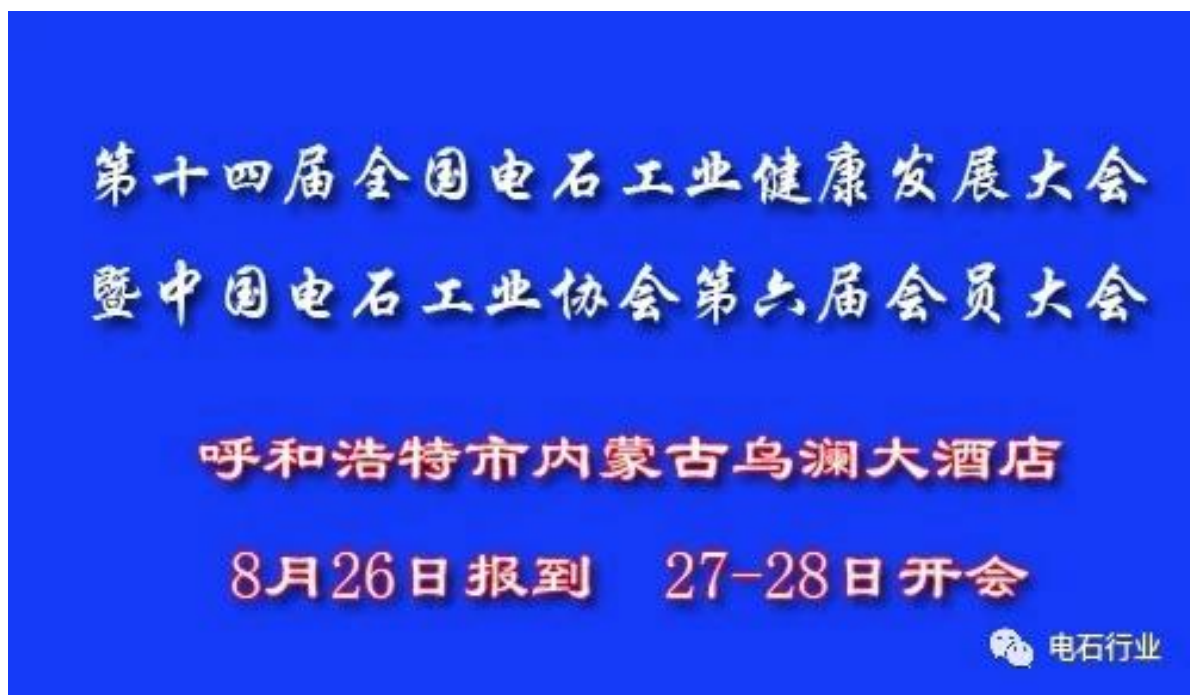 第十四届全国电石工业健康发展大会
暨中国电石工业协会第六届会员大会
呼和浩特市内蒙古乌澜大酒店
8月26日报到 27-28日开会
电石行业